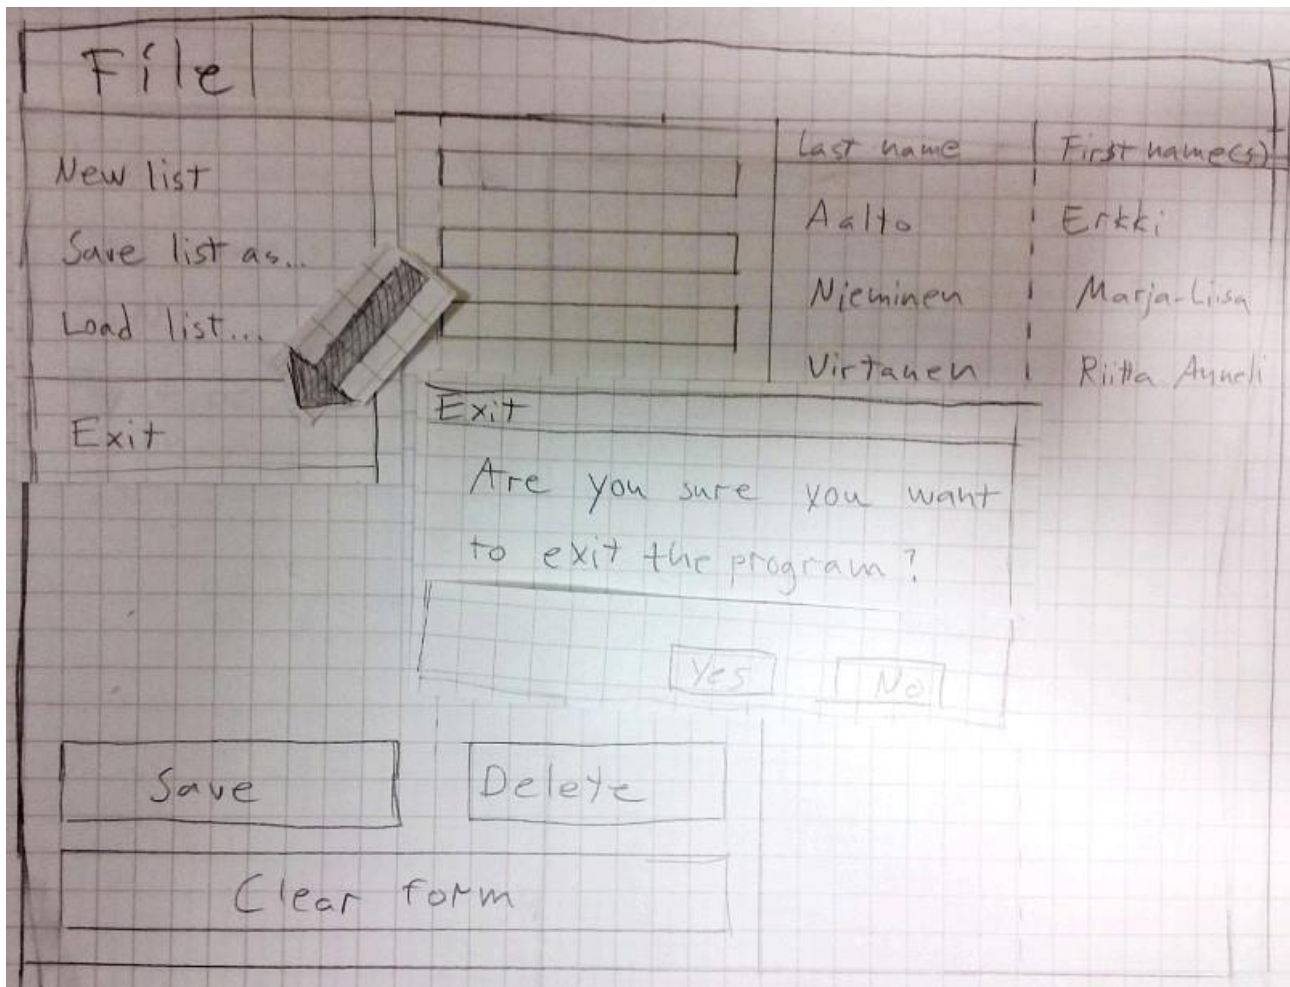 File
New list
Save list as...
Load list...
Exit
Last name First name(s)
Aalto Erkki
Nieminen Marja-Liisa
Virtanen Riitta Anneli
Exit
Are you sure you want
to exit the program?
Yes No
Save Delete
Clear form